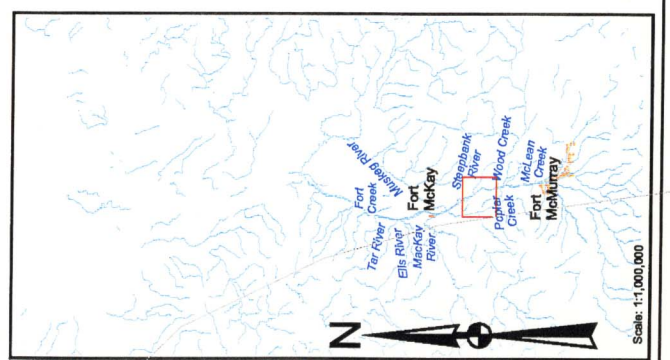 Fort
Creek
Muskeg River
Tar River
Ells River
MacKay
River
Fort
McKay
Steepbank
River
Wood Creek
Poplar
Creek
McLean
Creek
Fort
McMurray
N
Scale: 1:1,000,000